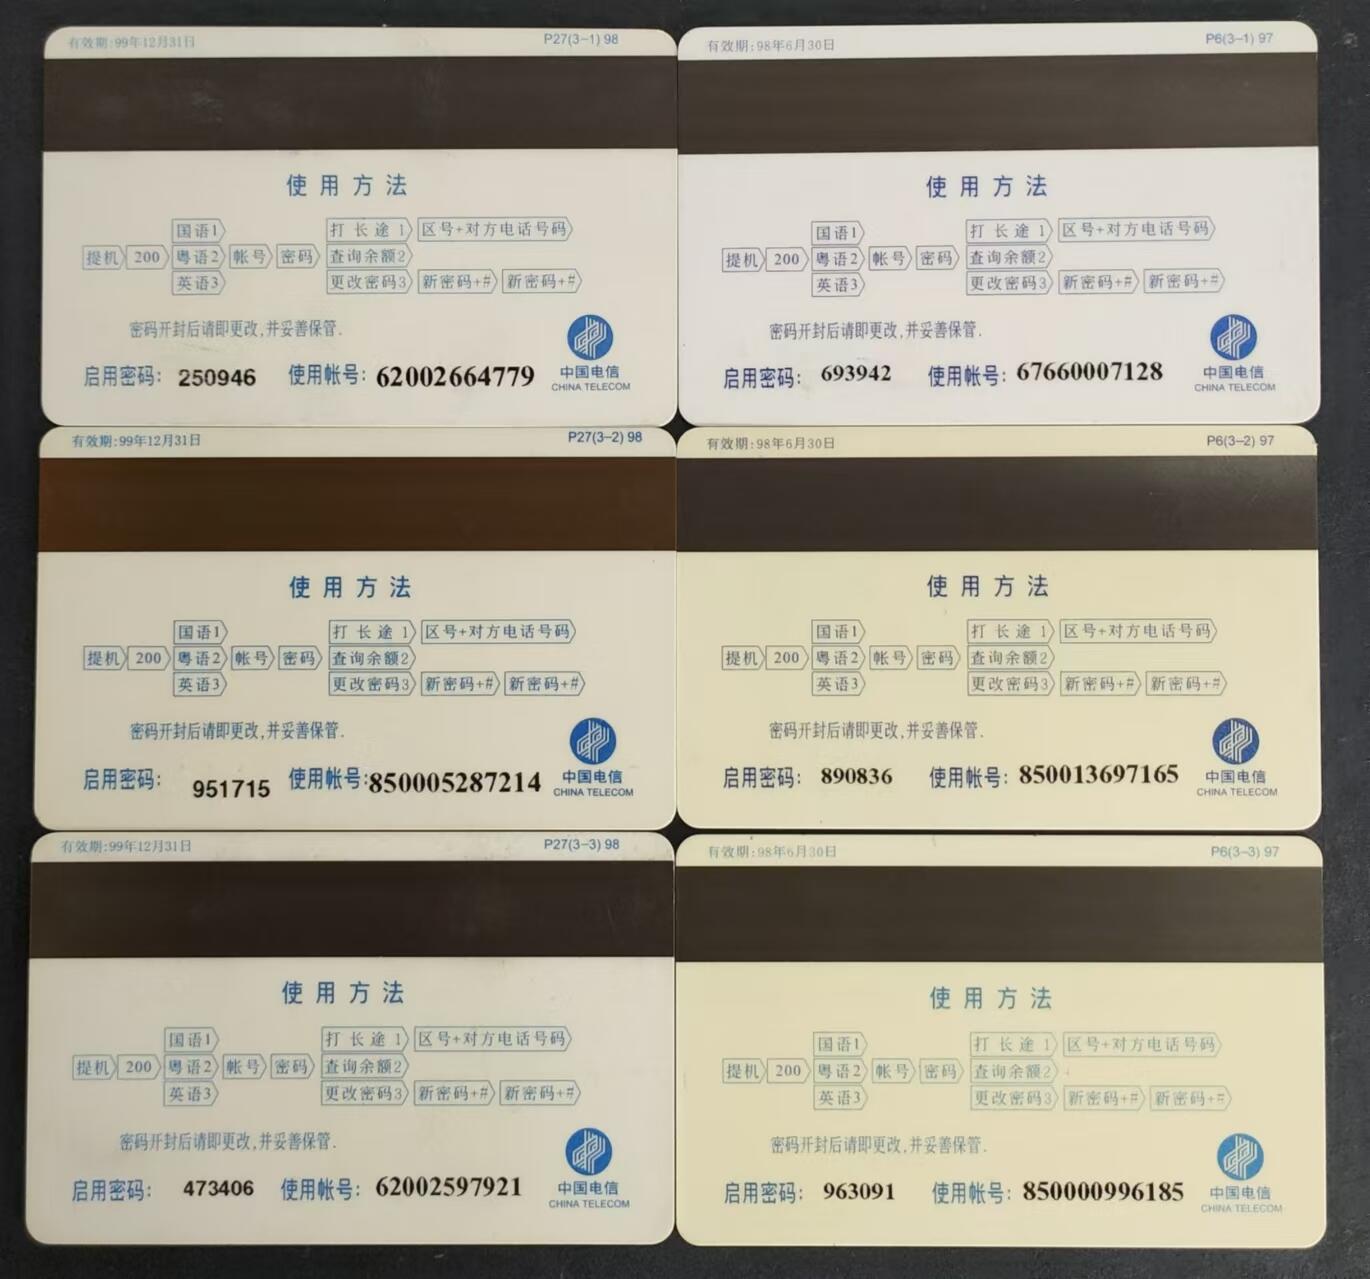 有效期:99年12月31日
P27(3-1) 98
使用方法
国语1
打长途1
区号+对方电话号码
提机
200
粤语2
帐号
密码
查询余额2
英语3
更改密码3
新密码+#
新密码+#
密码开封后请即更改,并妥善保管.
启用密码: 250946
使用帐号: 62002664779
中国电信
CHINA TELECOM
有效期:98年6月30日
P6(3-1) 97
使用方法
国语1
打长途1
区号+对方电话号码
提机
200
粤语2
帐号
密码
查询余额2
英语3
更改密码3
新密码+#
新密码+#
密码开封后请即更改,并妥善保管.
启用密码: 693942
使用帐号: 67660007128
中国电信
CHINA TELECOM
有效期:99年12月31日
P27(3-2) 98
使用方法
国语1
打长途1
区号+对方电话号码
提机
200
粤语2
帐号
密码
查询余额2
英语3
更改密码3
新密码+#
新密码+#
密码开封后请即更改,并妥善保管.
启用密码: 951715
使用帐号:850005287214
中国电信
CHINA TELECOM
有效期:98年6月30日
P6(3-2) 97
使用方法
国语1
打长途1
区号+对方电话号码
提机
200
粤语2
帐号
密码
查询余额2
英语3
更改密码3
新密码+#
新密码+#
密码开封后请即更改,并妥善保管.
启用密码: 890836
使用帐号: 850013697165
中国电信
CHINA TELECOM
有效期:99年12月31日
P27(3-3) 98
使用方法
国语1
打长途1
区号+对方电话号码
提机
200
粤语2
帐号
密码
查询余额2
英语3
更改密码3
新密码+#
新密码+#
密码开封后请即更改,并妥善保管.
启用密码: 473406
使用帐号: 62002597921
中国电信
CHINA TELECOM
有效期:98年6月30日
P6(3-3) 97
使用方法
国语1
打长途1
区号+对方电话号码
提机
200
粤语2
帐号
密码
查询余额2
英语3
更改密码3
新密码+#
新密码+#
密码开封后请即更改,并妥善保管.
启用密码: 963091
使用帐号: 850000996185
中国电信
CHINA TELECOM